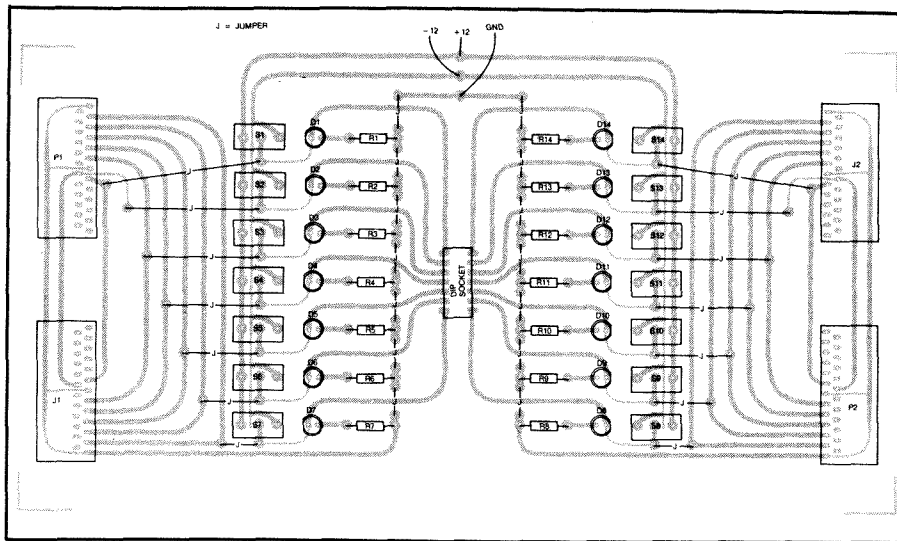 J = JUMPER
-12 +12 GND
D1 D14
S1 R1 R14 S14
P1 J2
J J
D2 D13
S2 R2 R13 S13
J J
D3 D12
S3 R3 R12 S12
J J
D4 D11
S4 R4 DIP SOCKET R11 S11
J J
D5 D10
S5 R5 R10 S10
J J
D6 D9
S6 R6 R9 S9
J1 P2
J J
D7 D8
S7 R7 R8 S8
J J